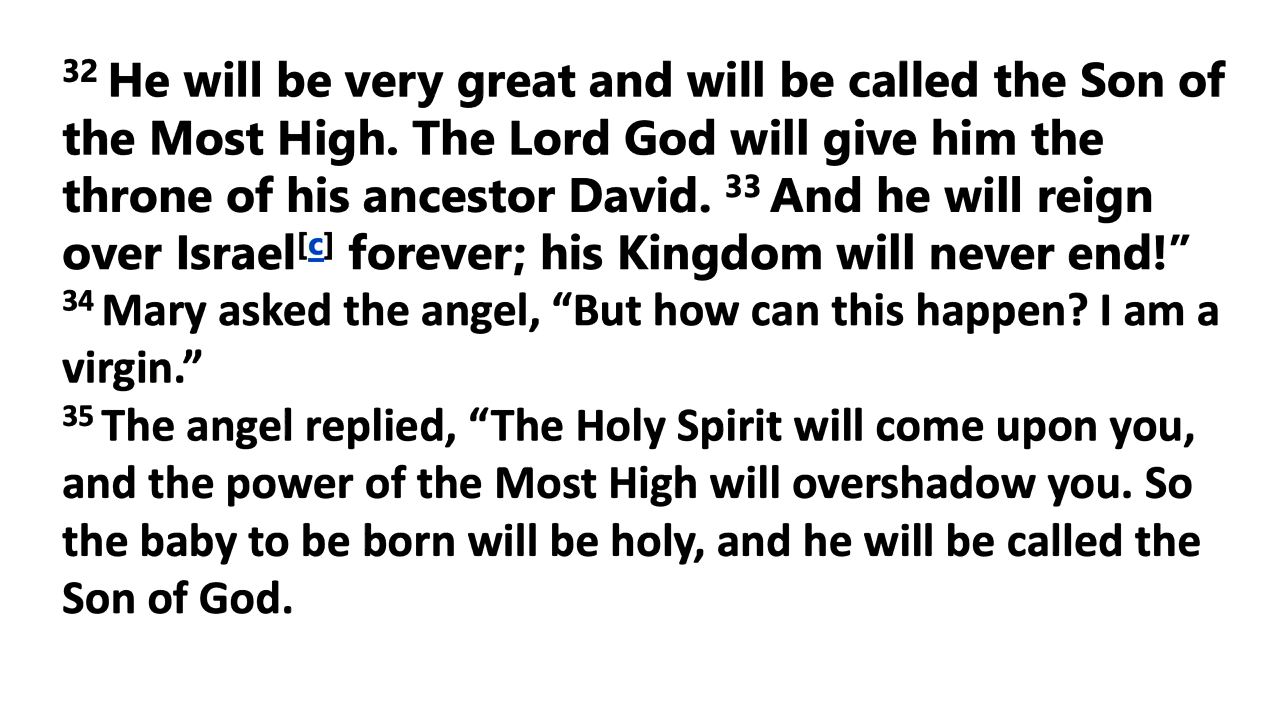 32 He will be very great and will be called the Son of
the Most High. The Lord God will give him the
throne of his ancestor David. 33 And he will reign
over Israel[c] forever; his Kingdom will never end!”
34 Mary asked the angel, “But how can this happen? I am a
virgin.”
35 The angel replied, “The Holy Spirit will come upon you,
and the power of the Most High will overshadow you. So
the baby to be born will be holy, and he will be called the
Son of God.